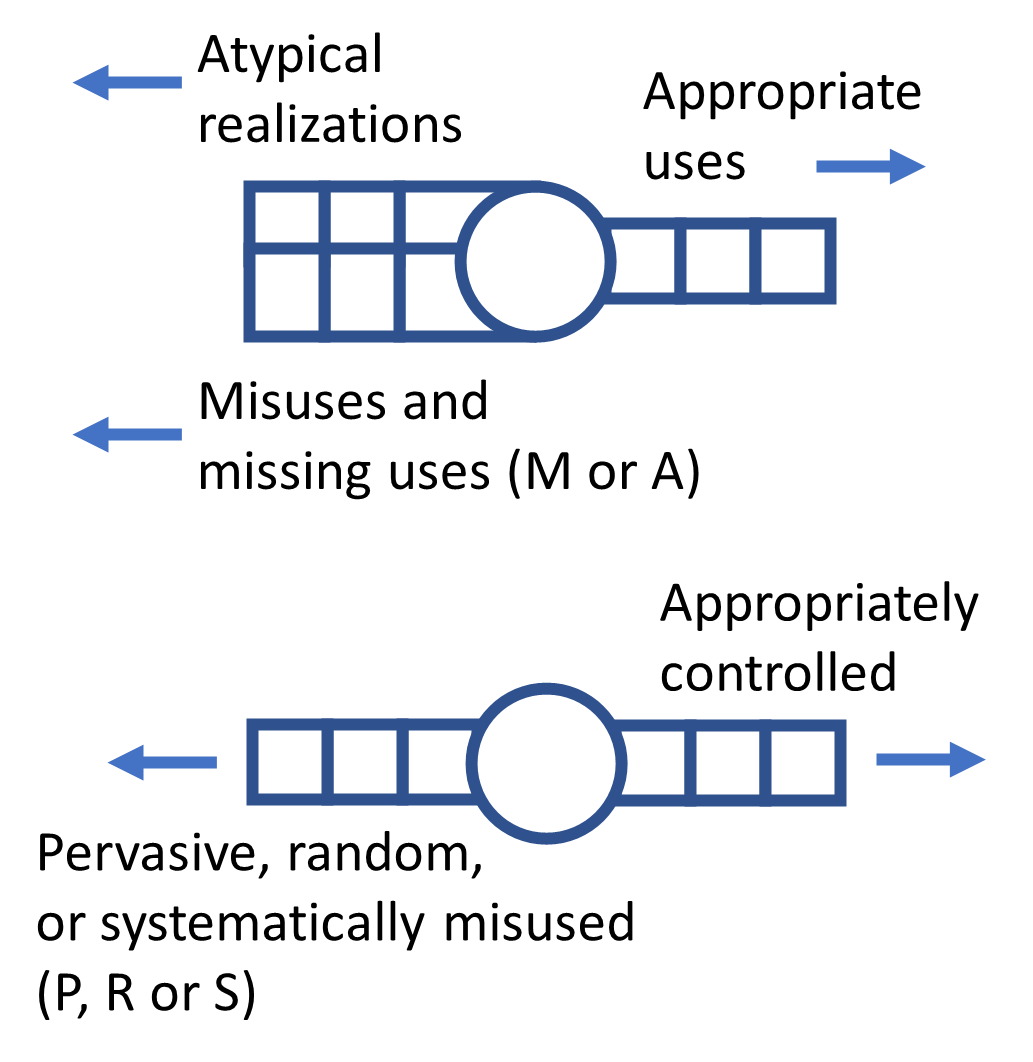 Atypical
realizations
Appropriate
uses
Misuses and
missing uses (M or A)
Appropriately
controlled
Pervasive, random,
or systematically misused
(P, R or S)